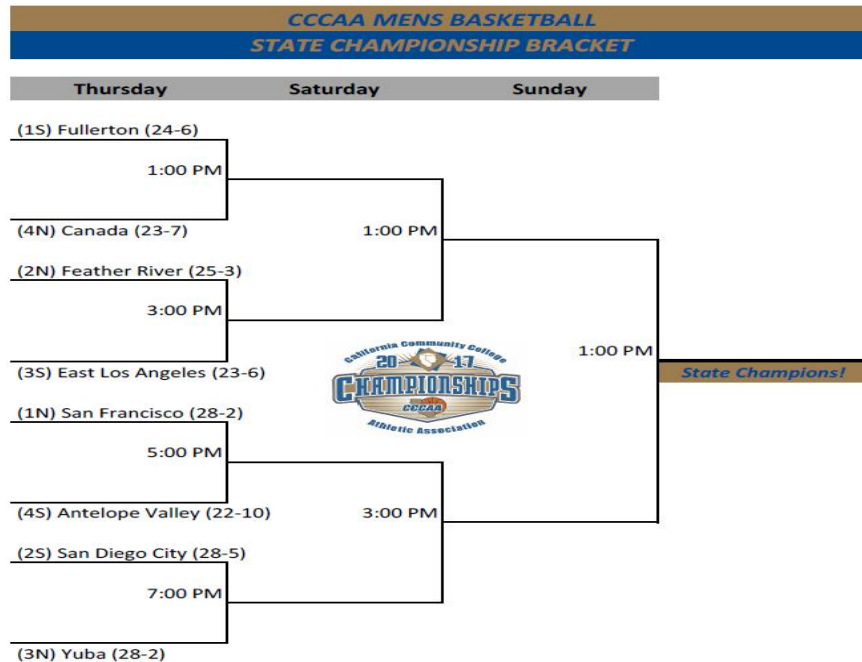 CCCAA MENS BASKETBALL
STATE CHAMPIONSHIP BRACKET
Thursday Saturday Sunday
(1S) Fullerton (24-6)
1:00 PM
(4N) Canada (23-7)
1:00 PM
(2N) Feather River (25-3)
3:00 PM
(3S) East Los Angeles (23-6)
1:00 PM
State Champions!
California Community College
20 17
CHAMPIONSHIPS
CCCAA
Athletic Association
(1N) San Francisco (28-2)
5:00 PM
(4S) Antelope Valley (22-10)
3:00 PM
(2S) San Diego City (28-5)
7:00 PM
(3N) Yuba (28-2)